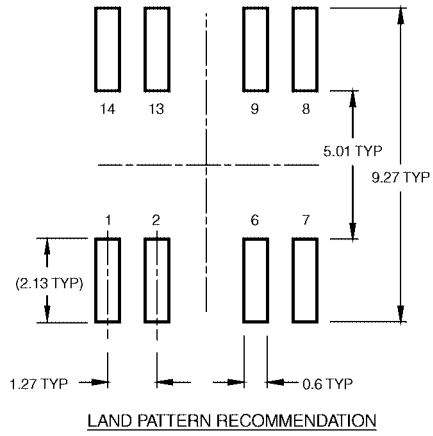 14 13 9 8
5.01 TYP
9.27 TYP
1 2 6 7
(2.13 TYP)
1.27 TYP 0.6 TYP
LAND PATTERN RECOMMENDATION